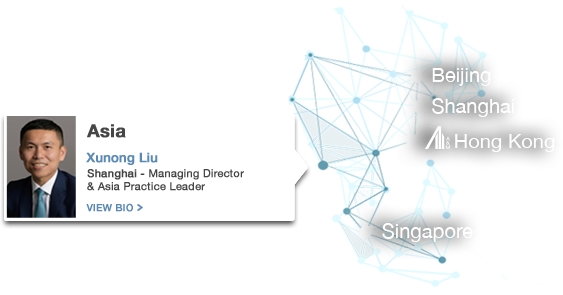 Asia
Xunong Liu
Shanghai - Managing Director
& Asia Practice Leader
VIEW BIO >
Beijing
Shanghai
Hong Kong
Singapore